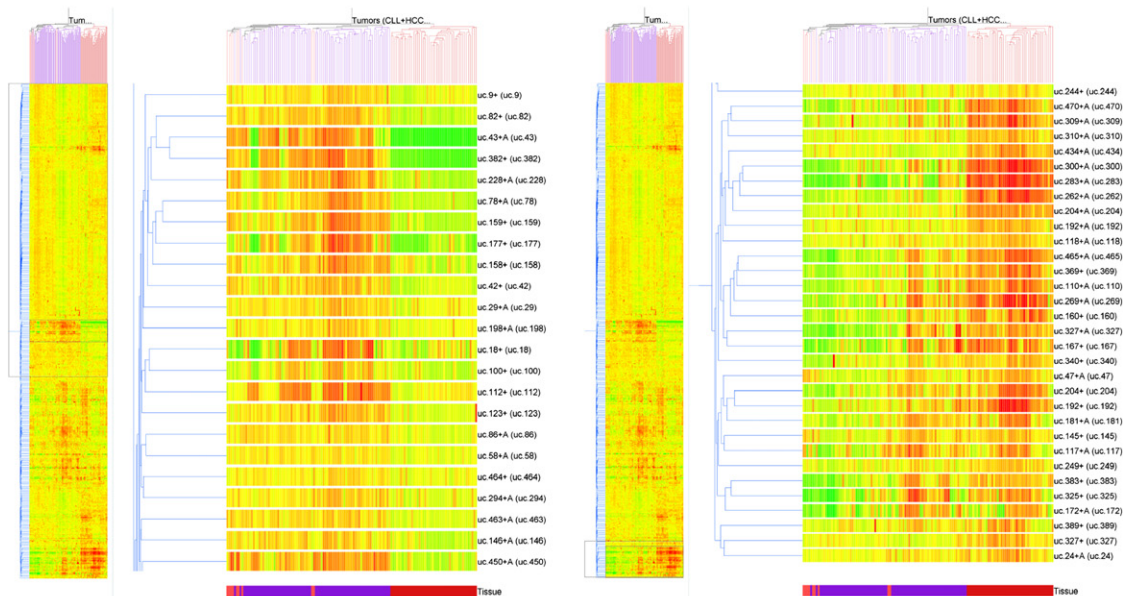 Tum...
Tumors (CLL+HCC...
uc.9+ (uc.9)
uc.82+ (uc.82)
uc.43+A (uc.43)
uc.382+ (uc.382)
uc.228+A (uc.228)
uc.78+A (uc.78)
uc.159+ (uc.159)
uc.177+ (uc.177)
uc.158+ (uc.158)
uc.42+ (uc.42)
uc.29+A (uc.29)
uc.198+A (uc.198)
uc.18+ (uc.18)
uc.100+ (uc.100)
uc.112+ (uc.112)
uc.123+ (uc.123)
uc.86+A (uc.86)
uc.58+A (uc.58)
uc.464+ (uc.464)
uc.294+A (uc.294)
uc.463+A (uc.463)
uc.146+A (uc.146)
uc.450+A (uc.450)
Tissue
Tum...
Tumors (CLL+HCC...
uc.244+ (uc.244)
uc.470+A (uc.470)
uc.309+A (uc.309)
uc.310+A (uc.310)
uc.434+A (uc.434)
uc.300+A (uc.300)
uc.283+A (uc.283)
uc.262+A (uc.262)
uc.204+A (uc.204)
uc.192+A (uc.192)
uc.118+A (uc.118)
uc.465+A (uc.465)
uc.369+ (uc.369)
uc.110+A (uc.110)
uc.269+A (uc.269)
uc.160+ (uc.160)
uc.327+A (uc.327)
uc.167+ (uc.167)
uc.340+ (uc.340)
uc.47+A (uc.47)
uc.204+ (uc.204)
uc.192+ (uc.192)
uc.181+A (uc.181)
uc.145+ (uc.145)
uc.117+A (uc.117)
uc.249+ (uc.249)
uc.383+ (uc.383)
uc.325+ (uc.325)
uc.172+A (uc.172)
uc.389+ (uc.389)
uc.327+ (uc.327)
uc.24+A (uc.24)
Tissue